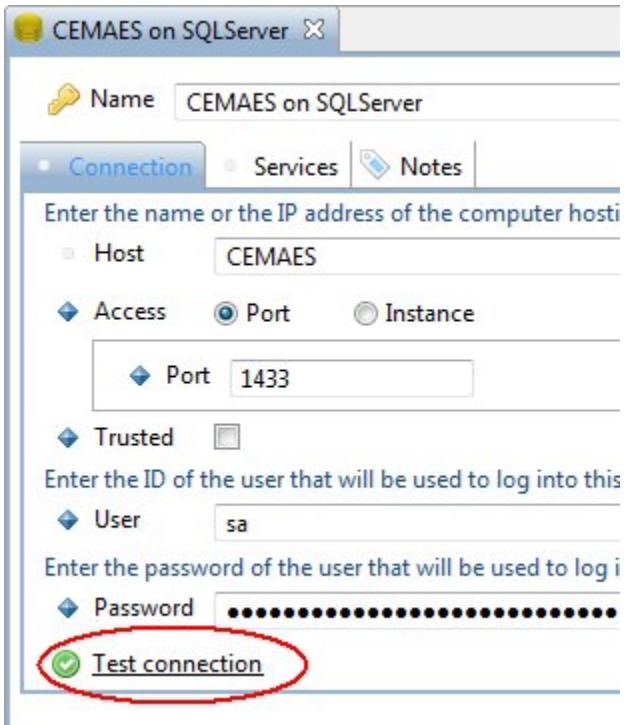 CEMAES on SQLServer
Name CEMAES on SQLServer
Connection Services Notes
Enter the name or the IP address of the computer hosti
Host CEMAES
Access Port Instance
Port 1433
Trusted
Enter the ID of the user that will be used to log into this
User sa
Enter the password of the user that will be used to log i
Password ••••••••••••••••••••••••••••
Test connection